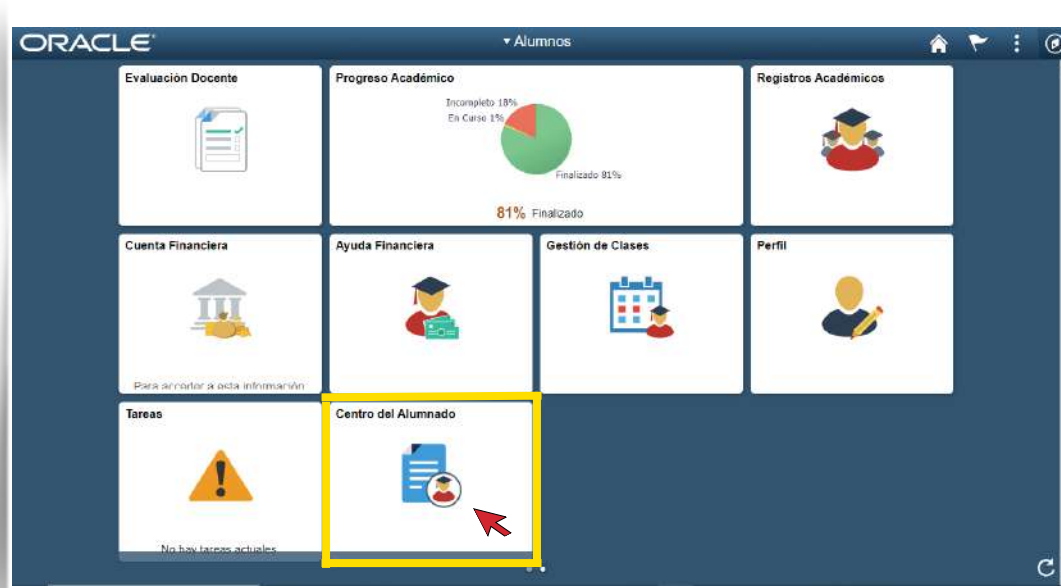 ORACLE
Alumnos
Evaluación Docente
Progreso Académico
Incompleto 18%
En Curso 1%
Finalizado 81%
81% Finalizado
Registros Académicos
Cuenta Financiera
Para acceder a esta información
Ayuda Financiera
Gestión de Clases
Perfil
Tareas
No hay tareas actuales
Centro del Alumnado